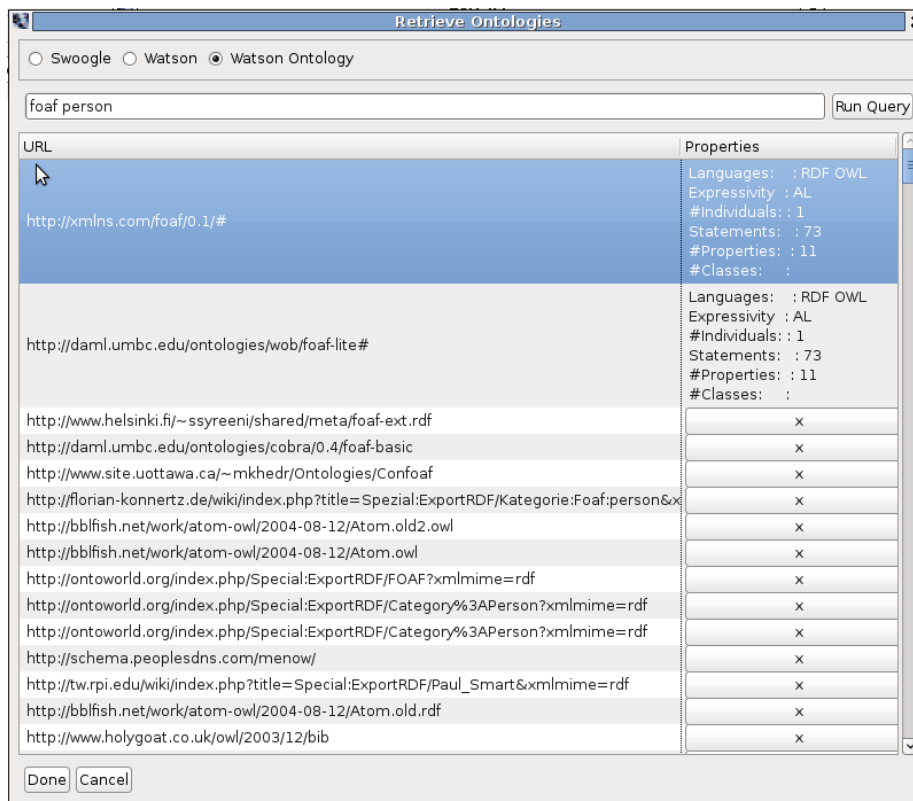 Retrieve Ontologies
Swoogle Watson Watson Ontology
foaf person Run Query
URL Properties
http://xmlns.com/foaf/0.1/#
Languages: : RDF OWL
Expressivity : AL
#Individuals: : 1
Statements: : 73
#Properties: : 11
#Classes: :
http://daml.umbc.edu/ontologies/wob/foaf-lite#
Languages: : RDF OWL
Expressivity : AL
#Individuals: : 1
Statements: : 73
#Properties: : 11
#Classes: :
http://www.helsinki.fi/~ssyreeni/shared/meta/foaf-ext.rdf x
http://daml.umbc.edu/ontologies/cobra/0.4/foaf-basic x
http://www.site.uottawa.ca/~mkhedr/Ontologies/Confoaf x
http://florian-konnertz.de/wiki/index.php?title=Spezial:ExportRDF/Kategorie:Foaf:person&x x
http://bblfish.net/work/atom-owl/2004-08-12/Atom.old2.owl x
http://bblfish.net/work/atom-owl/2004-08-12/Atom.owl x
http://ontoworld.org/index.php/Special:ExportRDF/FOAF?xmlmime=rdf x
http://ontoworld.org/index.php/Special:ExportRDF/Category%3APerson?xmlmime=rdf x
http://ontoworld.org/index.php/Special:ExportRDF/Category%3APerson?xmlmime=rdf x
http://schema.peoplesdns.com/menow/ x
http://tw.rpi.edu/wiki/index.php?title=Special:ExportRDF/Paul_Smart&xmlmime=rdf x
http://bblfish.net/work/atom-owl/2004-08-12/Atom.old.rdf x
http://www.holygoat.co.uk/owl/2003/12/bib x
Done Cancel